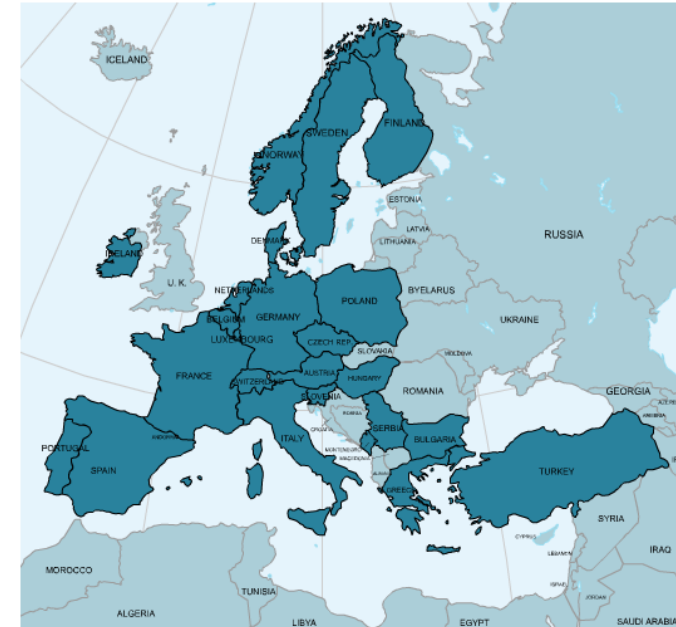 ICELAND
FINLAND
SWEDEN
NORWAY
ESTONIA
LATVIA
RUSSIA
DENMARK
LITHUANIA
IRELAND
U. K.
NETHERLANDS
BYELARUS
POLAND
GERMANY
BELGIUM
UKRAINE
LUXEMBOURG
CZECH REP.
SLOVAKIA
MOLDOVA
AUSTRIA
FRANCE
HUNGARY
SWITZERLAND
ROMANIA
GEORGIA
SLOVENIA
CROATIA
SERBIA
ANDORRA
ITALY
BULGARIA
PORTUGAL
MONTENEGRO
MACEDONIA
SPAIN
TURKEY
GREECE
SYRIA
CYPRUS
LEBANON
IRAQ
MOROCCO
ISRAEL
TUNISIA
JORDAN
ALGERIA
LIBYA
EGYPT
SAUDI ARABIA